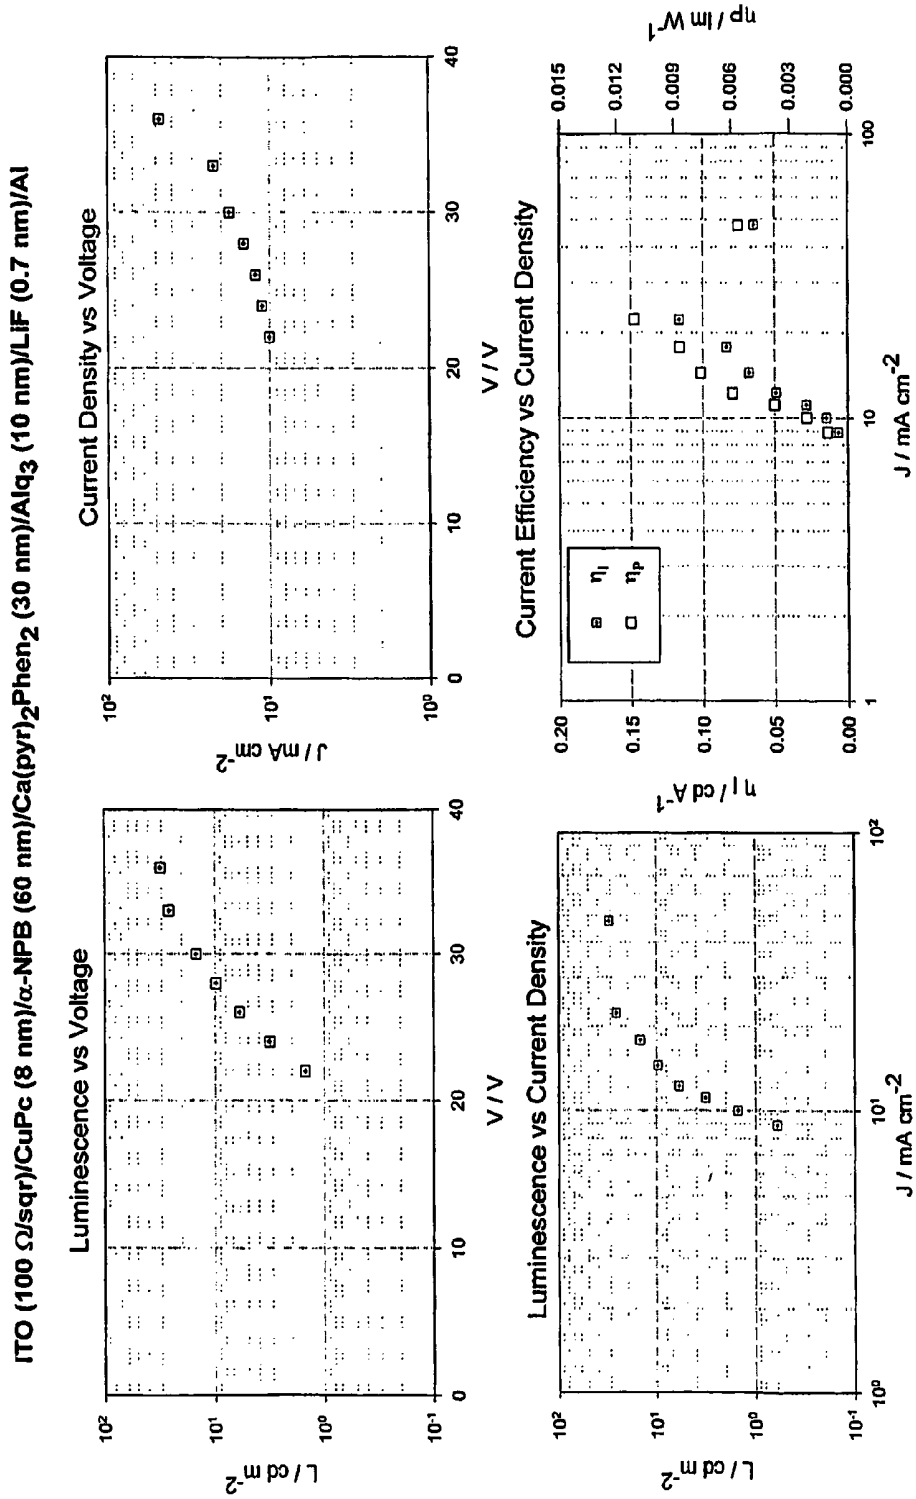 ITO (100 Ω/sqr)/CuPc (8 nm)/α-NPB (60 nm)/Ca(pyr)₂Phen₂ (30 nm)/Alq₃ (10 nm)/LiF (0.7 nm)/Al
Luminescence vs Voltage
L / cd m⁻²
10²
10¹
10⁰
10⁻¹
0
10
20
30
40
V / V
Current Density vs Voltage
J / mA cm⁻²
10²
10¹
10⁰
0
10
20
30
40
V / V
Luminescence vs Current Density
L / cd m⁻²
10²
10¹
10⁰
10⁻¹
10⁰
10¹
10²
J / mA cm⁻²
Current Efficiency vs Current Density
η I / cd A⁻¹
0.20
0.15
0.10
0.05
0.00
ηI
ηP
1
10
100
J / mA cm⁻²
0.015
0.012
0.009
0.006
0.003
0.000
ηp / lm W⁻¹